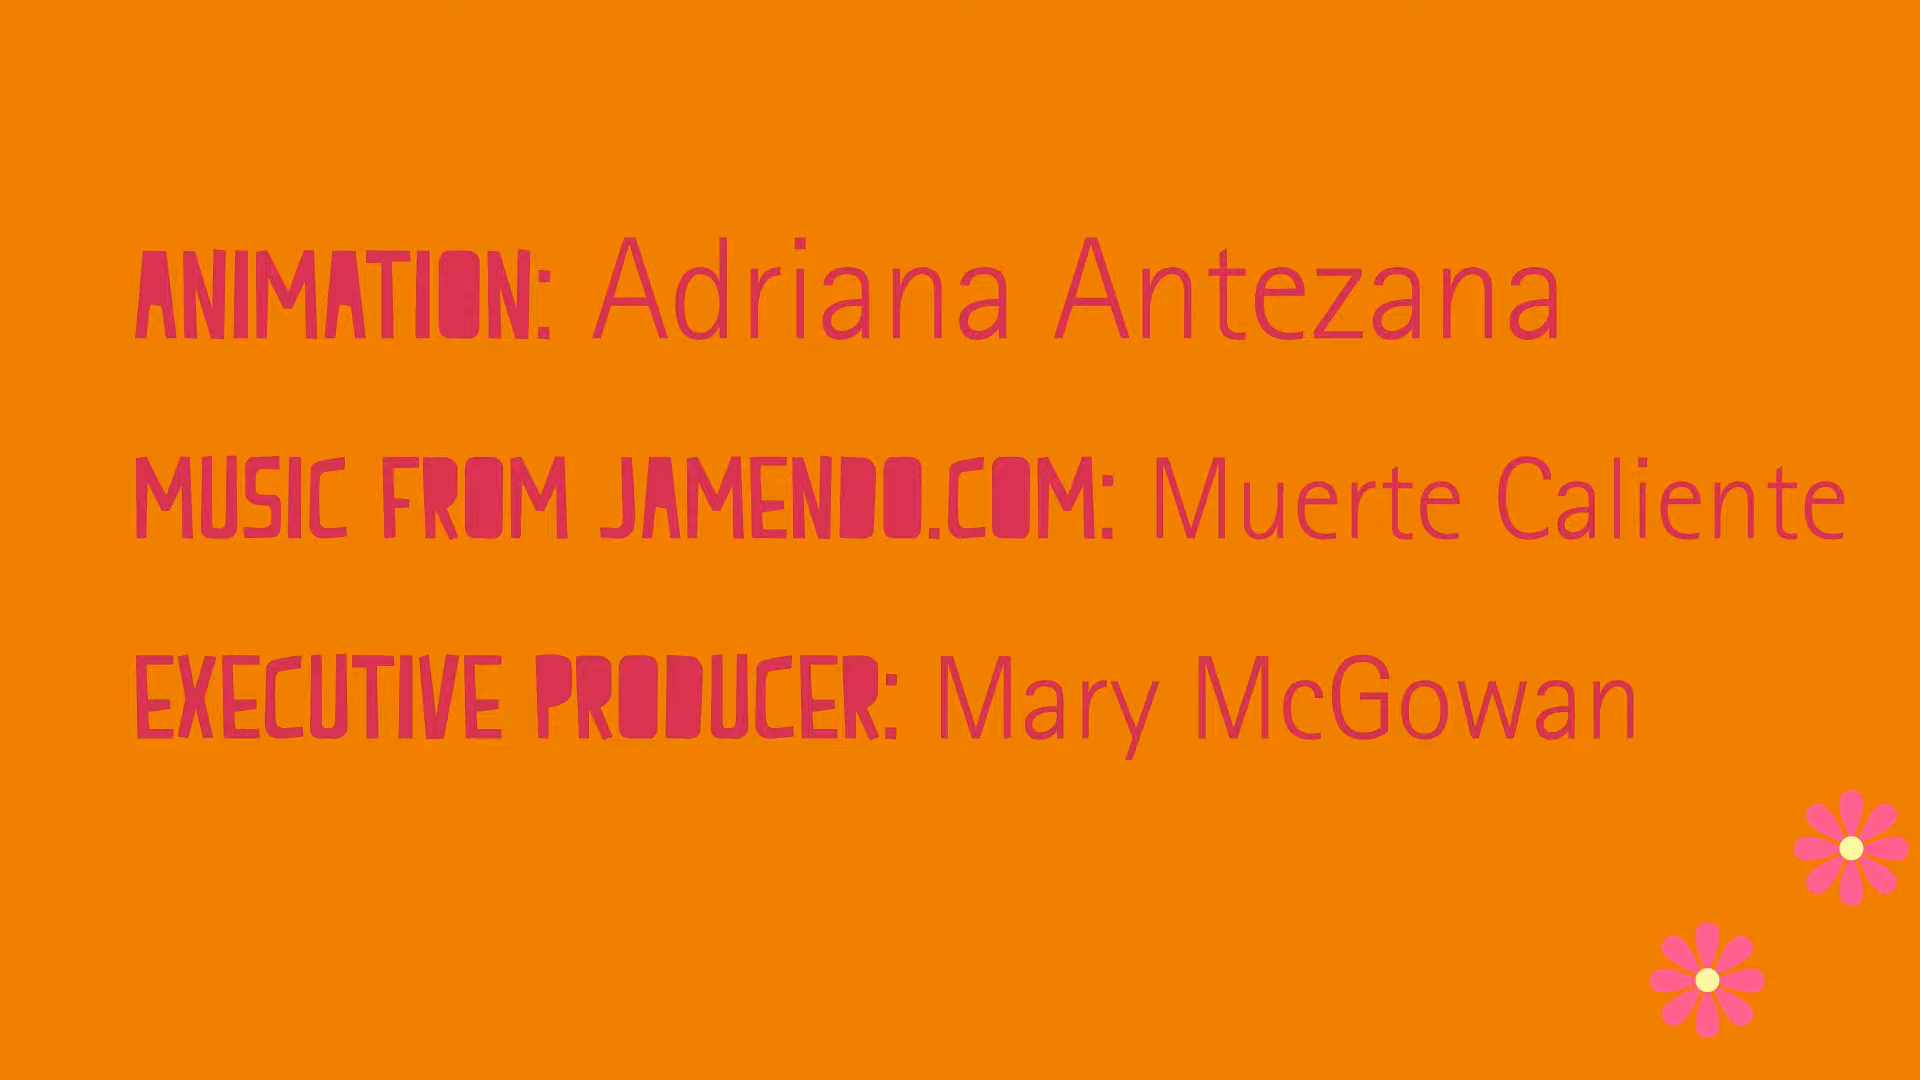 ANIMATION: Adriana Antezana
MUSIC FROM JAMENDO.COM: Muerte Caliente
EXECUTIVE PRODUCER: Mary McGowan